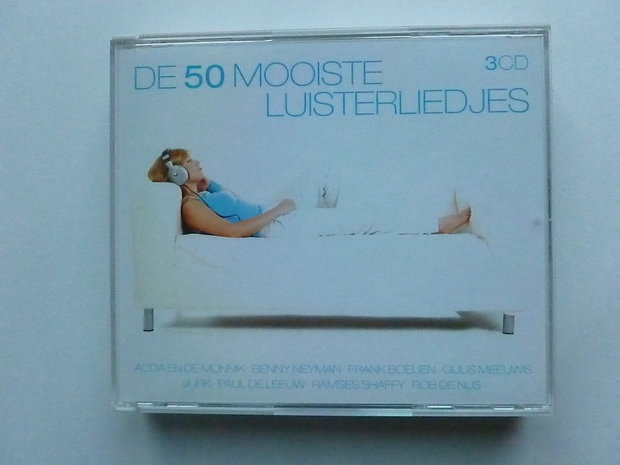 DE 50 MOOISTE
3CD
LUISTERLIEDJES
ACDA EN DE MUNNIK BENNY NEYMAN FRANK BOEIJEN GUUS MEEUWIS
JURK PAUL DE LEEUW RAMSES SHAFFY ROB DE NIJS